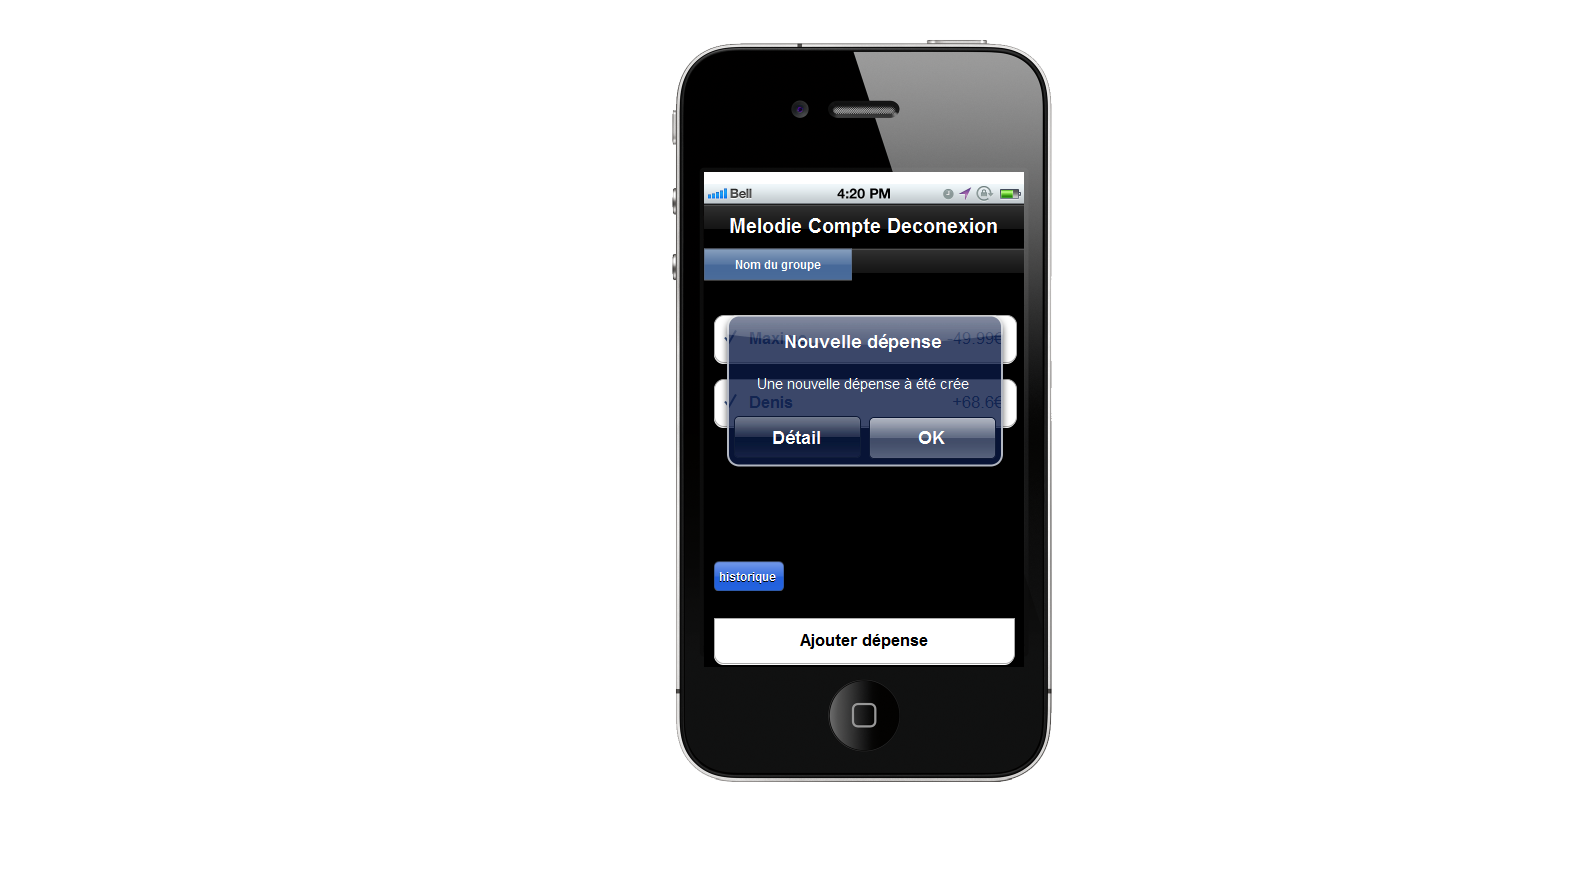 Bell 4:20 PM
Melodie Compte Deconexion
Nom du groupe
Nouvelle dépense
-49.99€
Une nouvelle dépense à été crée
Denis +68.6€
Détail OK
historique
Ajouter dépense